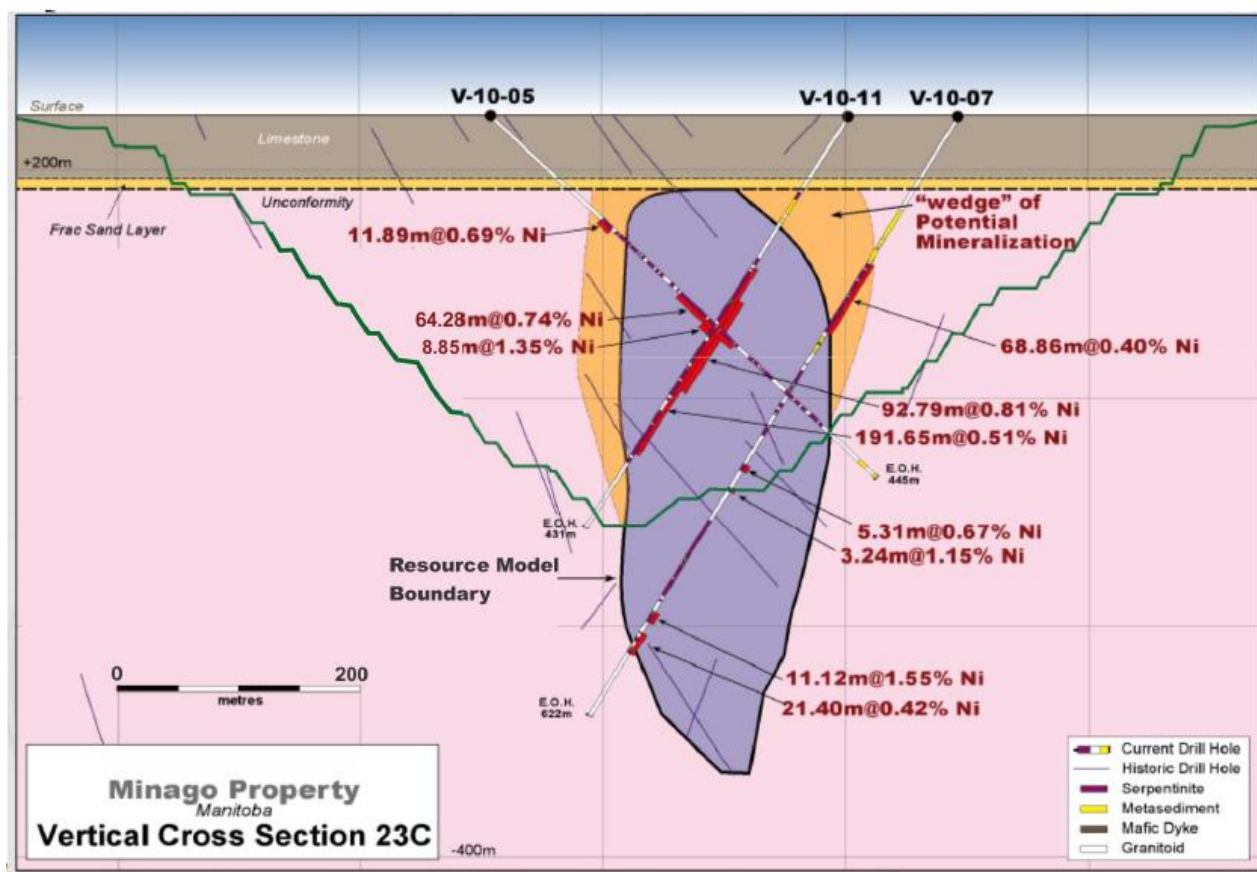 V-10-05
V-10-11
V-10-07
Surface
Limestone
+200m
Unconformity
Frac Sand Layer
"wedge" of
Potential
Mineralization
11.89m@0.69% Ni
64.28m@0.74% Ni
8.85m@1.35% Ni
68.86m@0.40% Ni
92.79m@0.81% Ni
191.65m@0.51% Ni
E.O.H.
445m
E.O.H.
431m
5.31m@0.67% Ni
3.24m@1.15% Ni
Resource Model
Boundary
0 200
metres
11.12m@1.55% Ni
21.40m@0.42% Ni
E.O.H.
622m
Minago Property
Manitoba
Vertical Cross Section 23C
-400m
Current Drill Hole
Historic Drill Hole
Serpentinite
Metasediment
Mafic Dyke
Granitoid